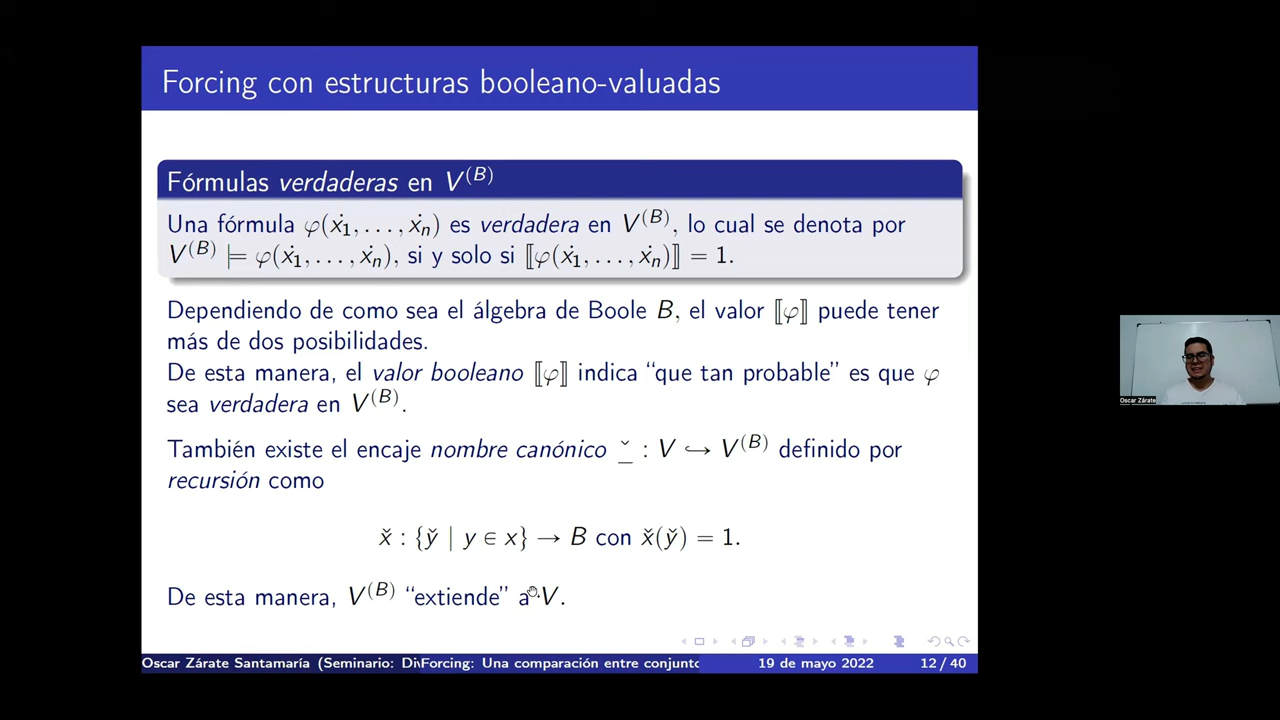 Forcing con estructuras booleano-valuadas
Fórmulas verdaderas en V^(B)
Una fórmula φ(ẋ₁, . . . , ẋₙ) es verdadera en V^(B), lo cual se denota por
V^(B) ⊨ φ(ẋ₁, . . . , ẋₙ), si y solo si ⟦φ(ẋ₁, . . . , ẋₙ)⟧ = 1.
Dependiendo de como sea el álgebra de Boole B, el valor ⟦φ⟧ puede tener
más de dos posibilidades.
De esta manera, el valor booleano ⟦φ⟧ indica “que tan probable” es que φ
sea verdadera en V^(B).
También existe el encaje nombre canónico _̌ : V ↪ V^(B) definido por
recursión como
x̌ : {y̌ | y ∈ x} → B con x̌(y̌) = 1.
De esta manera, V^(B) “extiende” a V.
Oscar Zárate Santamaría (Seminario: DiForcing: Una comparación entre conjunto
19 de mayo 2022
12 / 40
Oscar Zárate